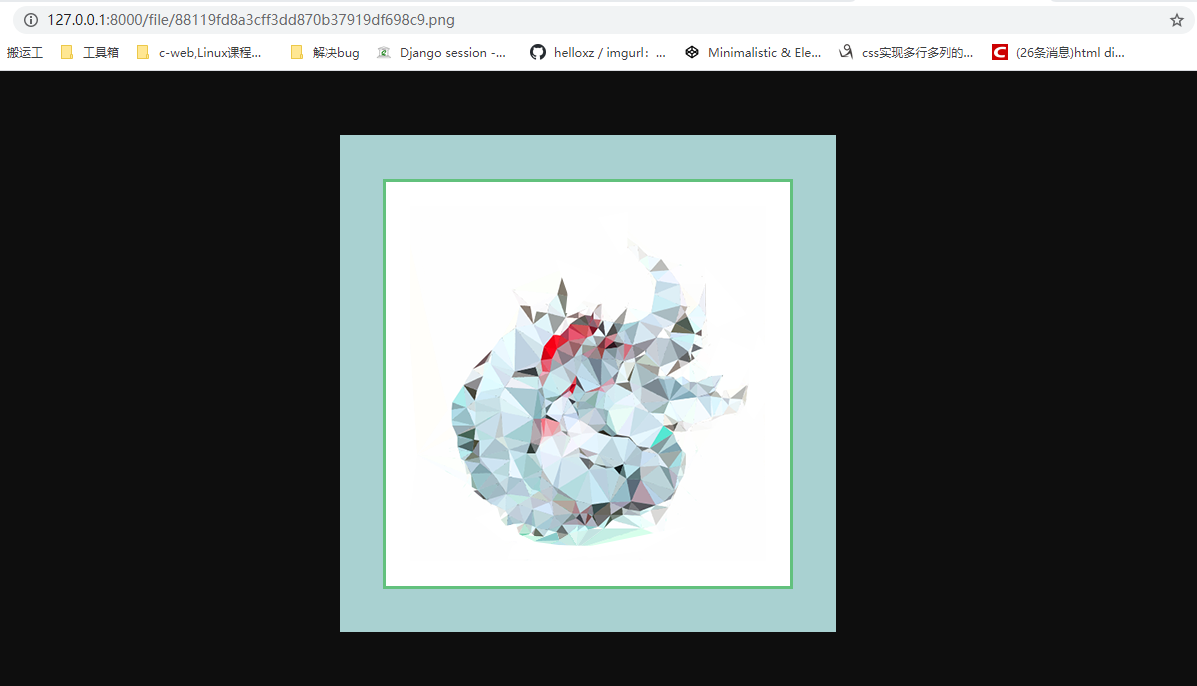 127.0.0.1:8000/file/88119fd8a3cff3dd870b37919df698c9.png
搬运工 工具箱 c-web,Linux课程... 解决bug Django session -... helloxz / imgurl：... Minimalistic & Ele... css实现多行多列的... (26条消息)html di...